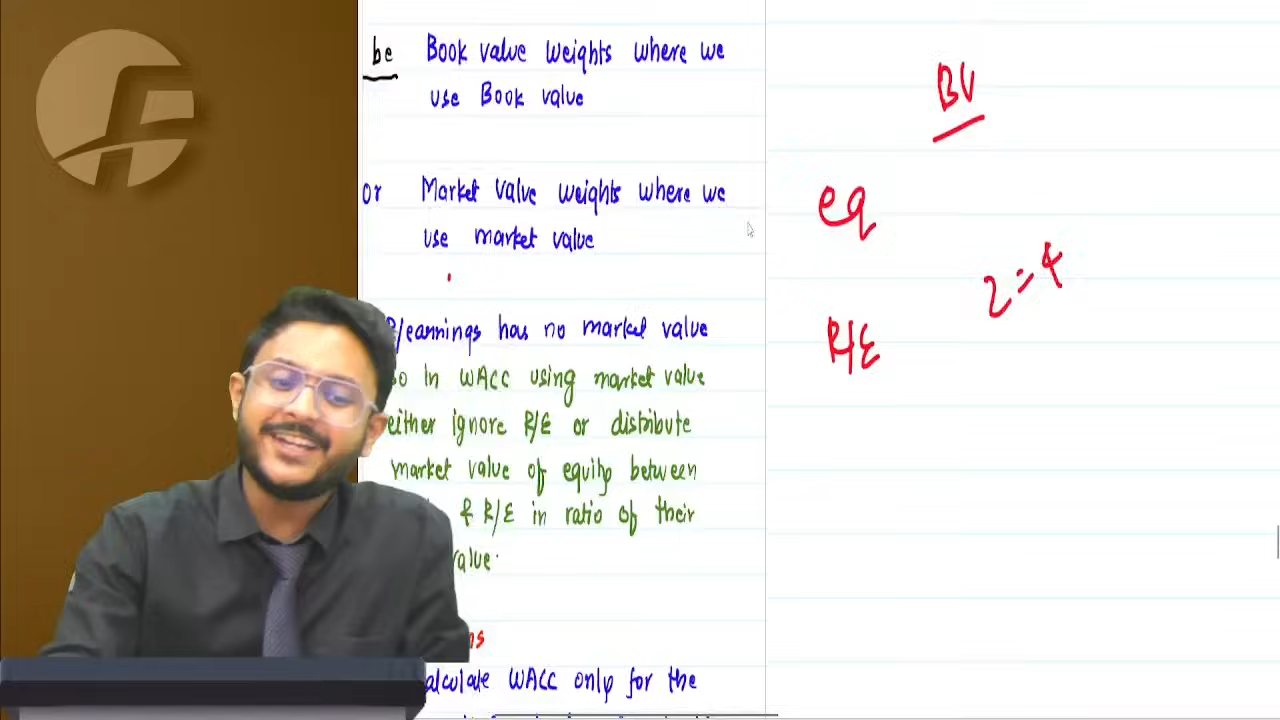 be Book value weights where we
use Book value
or Market value weights where we
use market value
R/earnings has no market value
so in WACC using market value
either ignore R/E or distribute
market value of equity between
& R/E in ratio of their
value.
calculate WACC only for the
BV
eq
2 = 4
R/E